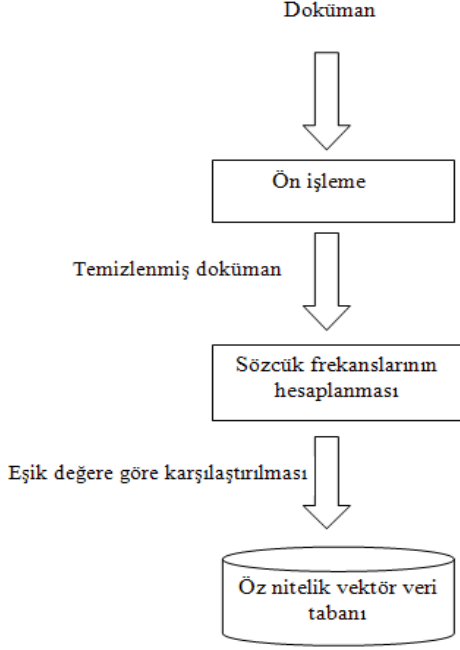 Doküman
Ön işleme
Temizlenmiş doküman
Sözcük frekanslarının
hesaplanması
Eşik değere göre karşılaştırılması
Öz nitelik vektör veri
tabanı